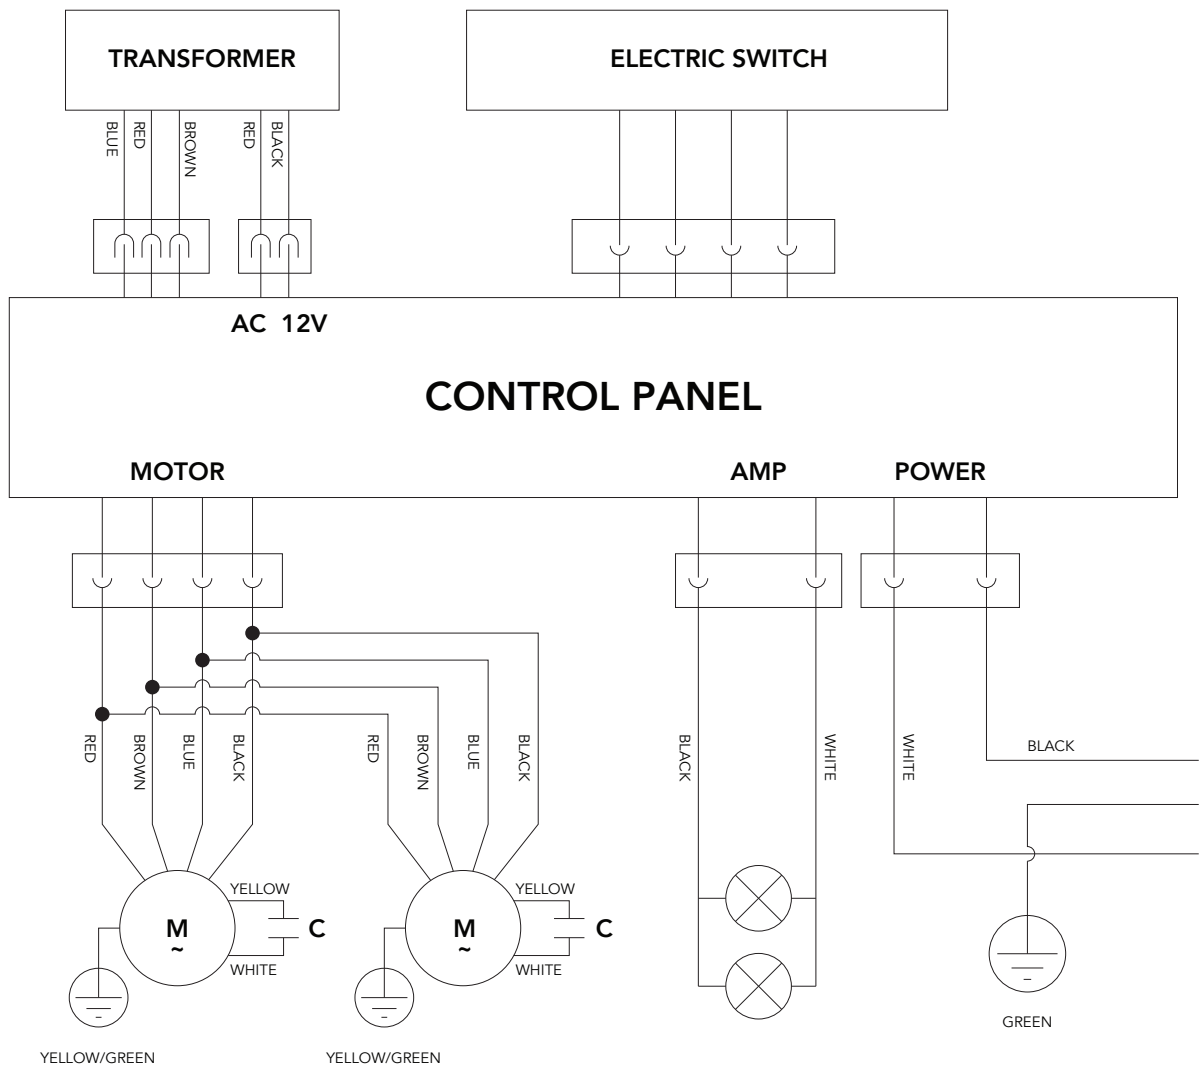 TRANSFORMER
ELECTRIC SWITCH
BLUE
RED
BROWN
RED
BLACK
AC 12V
CONTROL PANEL
MOTOR
AMP
POWER
RED
BROWN
BLUE
BLACK
RED
BROWN
BLUE
BLACK
BLACK
WHITE
WHITE
BLACK
YELLOW
YELLOW
M
~
C
M
~
C
WHITE
WHITE
GREEN
YELLOW/GREEN
YELLOW/GREEN